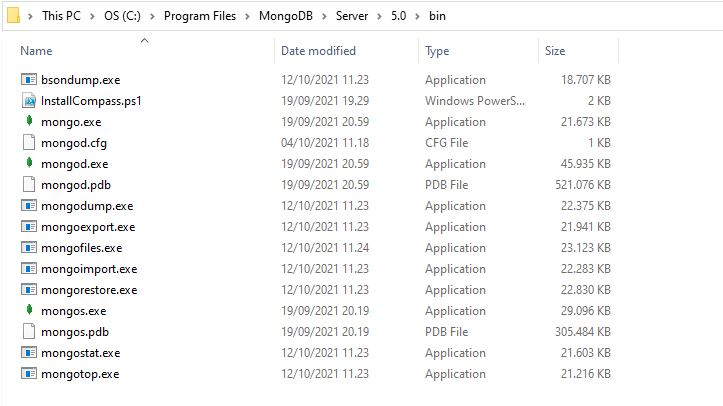 This PC > OS (C:) > Program Files > MongoDB > Server > 5.0 > bin
Name Date modified Type Size
bsondump.exe 12/10/2021 11.23 Application 18.707 KB
InstallCompass.ps1 19/09/2021 19.29 Windows PowerS... 2 KB
mongo.exe 19/09/2021 20.59 Application 21.673 KB
mongod.cfg 04/10/2021 11.18 CFG File 1 KB
mongod.exe 19/09/2021 20.59 Application 45.935 KB
mongod.pdb 19/09/2021 20.59 PDB File 521.076 KB
mongodump.exe 12/10/2021 11.23 Application 22.375 KB
mongoexport.exe 12/10/2021 11.23 Application 21.941 KB
mongofiles.exe 12/10/2021 11.24 Application 23.123 KB
mongoimport.exe 12/10/2021 11.23 Application 22.283 KB
mongorestore.exe 12/10/2021 11.23 Application 22.830 KB
mongos.exe 19/09/2021 20.19 Application 29.096 KB
mongos.pdb 19/09/2021 20.19 PDB File 305.484 KB
mongostat.exe 12/10/2021 11.23 Application 21.603 KB
mongotop.exe 12/10/2021 11.23 Application 21.216 KB